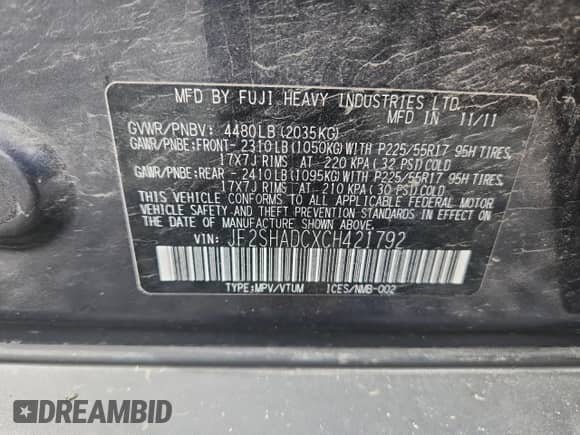 MFD BY FUJI HEAVY INDUSTRIES LTD.
MFD IN 11/11
GVWR/PNBV: 4480LB(2035KG)
GAWR/PNBE:FRONT-2310LB(1050KG)WITH P225/55R17 95H TIRES,
17X7J RIMS AT 220 KPA(32 PSI)COLD
GAWR/PNBE:REAR -2410LB(1095KG)WITH P225/55R17 95H TIRES,
17X7J RIMS AT 210 KPA(30 PSI)COLD
THIS VEHICLE CONFORMS TO ALL APPLICABLE FEDERAL MOTOR
VEHICLE SAFETY AND THEFT PREVENTION STANDARDS IN EFFECT ON
THE DATE OF MANUFACTURE SHOWN ABOVE.
VIN: JF2SHADCXCH421792
TYPE:MPV/VTUM ICES/NMB-002
DREAMBID